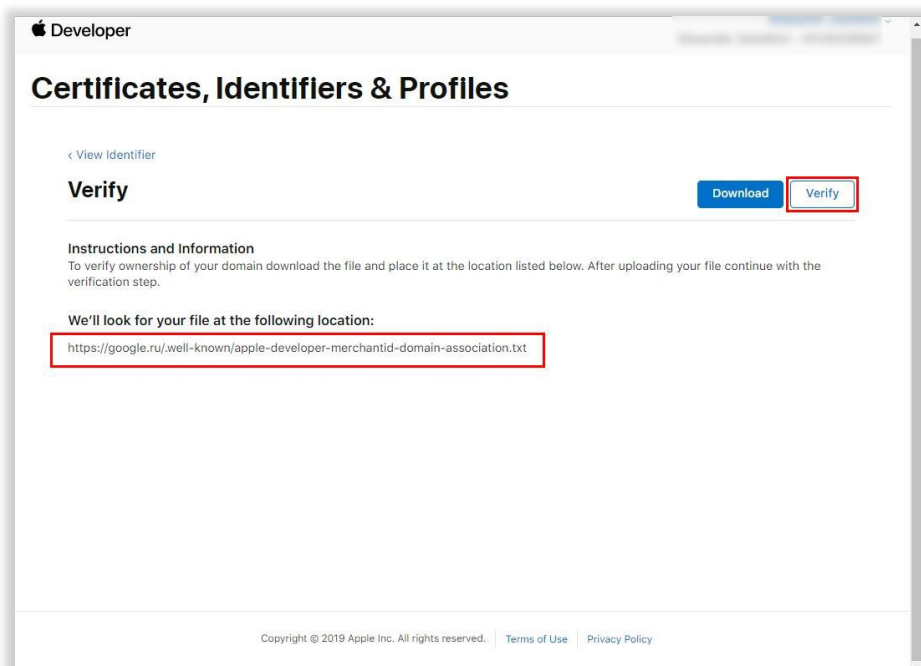 Developer
Certificates, Identifiers & Profiles
‹ View Identifier
Verify
Download
Verify
Instructions and Information
To verify ownership of your domain download the file and place it at the location listed below. After uploading your file continue with the
verification step.
We'll look for your file at the following location:
https://google.ru/.well-known/apple-developer-merchantid-domain-association.txt
Copyright © 2019 Apple Inc. All rights reserved.
Terms of Use
Privacy Policy